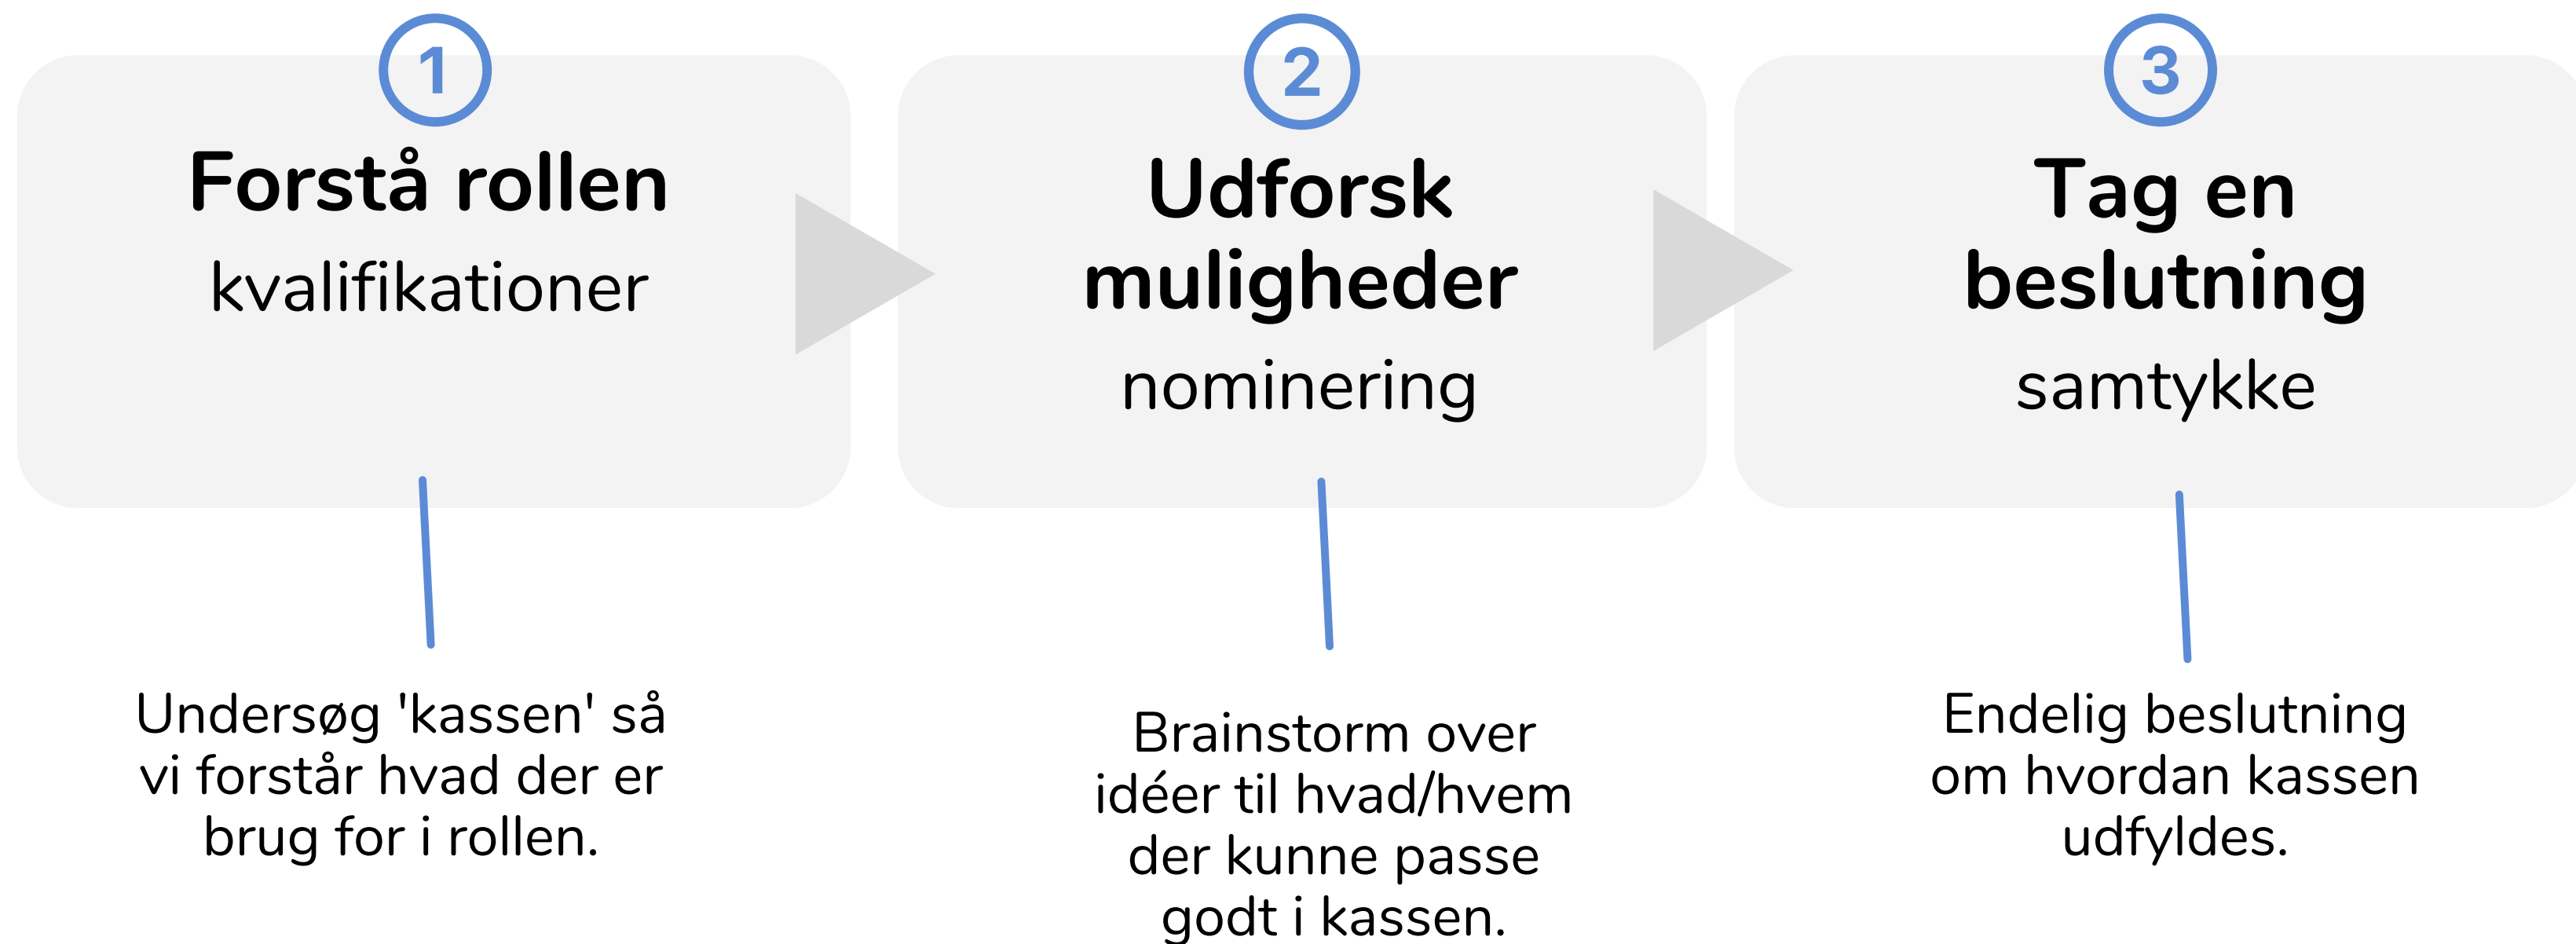 1
Forstå rollen
kvalifikationer
Undersøg 'kassen' så
vi forstår hvad der er
brug for i rollen.
2
Udforsk
muligheder
nominering
Brainstorm over
idéer til hvad/hvem
der kunne passe
godt i kassen.
3
Tag en
beslutning
samtykke
Endelig beslutning
om hvordan kassen
udfyldes.